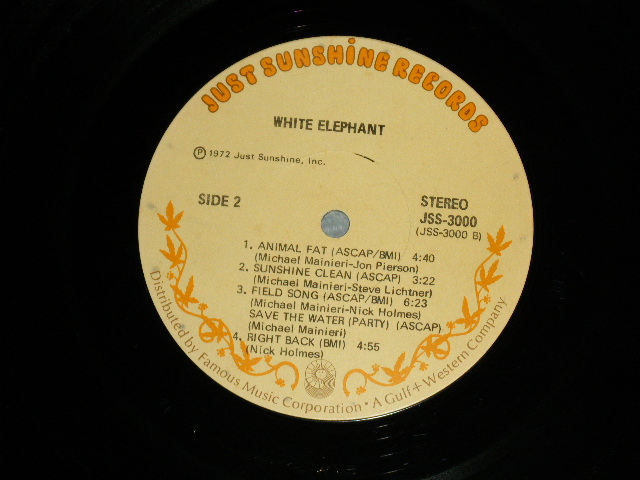 JUST SUNSHINE RECORDS
WHITE ELEPHANT
Ⓟ 1972 Just Sunshine, Inc.
SIDE 2
STEREO
JSS-3000
(JSS-3000 B)
1. ANIMAL FAT (ASCAP/BMI) 4:40
(Michael Mainieri-Jon Pierson)
2. SUNSHINE CLEAN (ASCAP) 3:22
(Michael Mainieri-Steve Lichtner)
3. FIELD SONG (ASCAP/BMI) 6:23
(Michael Mainieri-Nick Holmes)
SAVE THE WATER (PARTY) (ASCAP)
(Michael Mainieri)
4. RIGHT BACK (BMI) 4:55
(Nick Holmes)
Distributed by Famous Music Corporation • A Gulf + Western Company